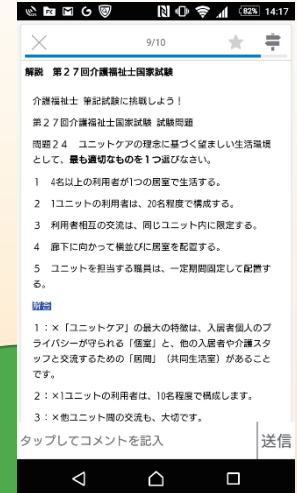 82% 14:17
9/10
解説　第２７回介護福祉士国家試験
介護福祉士 筆記試験に挑戦しよう！
第２７回介護福祉士国家試験 試験問題
問題２４　ユニットケアの理念に基づく望ましい生活環境
として、最も適切なものを１つ選びなさい。
１　4名以上の利用者が1つの居室で生活する。
２　1ユニットの利用者は、20名程度で構成する。
３　利用者相互の交流は、同じユニット内に限定する。
４　廊下に向かって横並びに居室を配置する。
５　ユニットを担当する職員は、一定期間固定して配置す
る。
解答
１：×「ユニットケア」の最大の特徴は、入居者個人のプ
ライバシーが守られる「個室」と、他の入居者や介護スタ
ッフと交流するための「居間」（共同生活室）があること
です。
２：×1ユニットの利用者は、10名程度で構成します。
３：×他ユニット間の交流も、大切です。
タップしてコメントを記入
送信